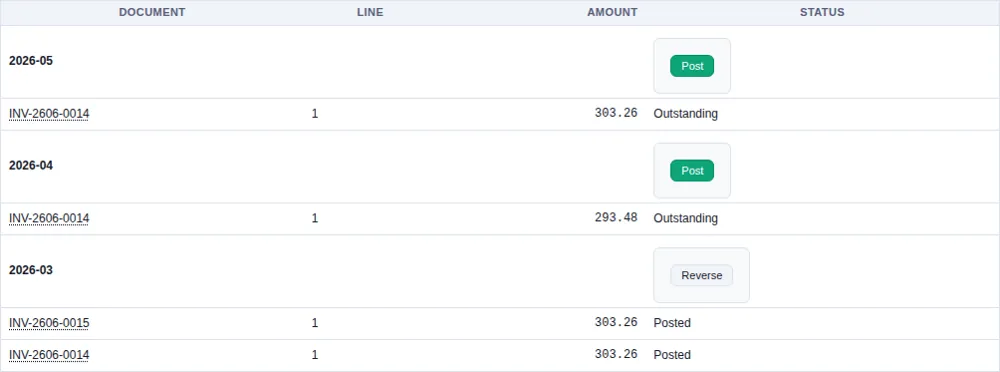 DOCUMENT LINE AMOUNT STATUS
2026-05 Post
INV-2606-0014 1 303.26 Outstanding
2026-04 Post
INV-2606-0014 1 293.48 Outstanding
2026-03 Reverse
INV-2606-0015 1 303.26 Posted
INV-2606-0014 1 303.26 Posted